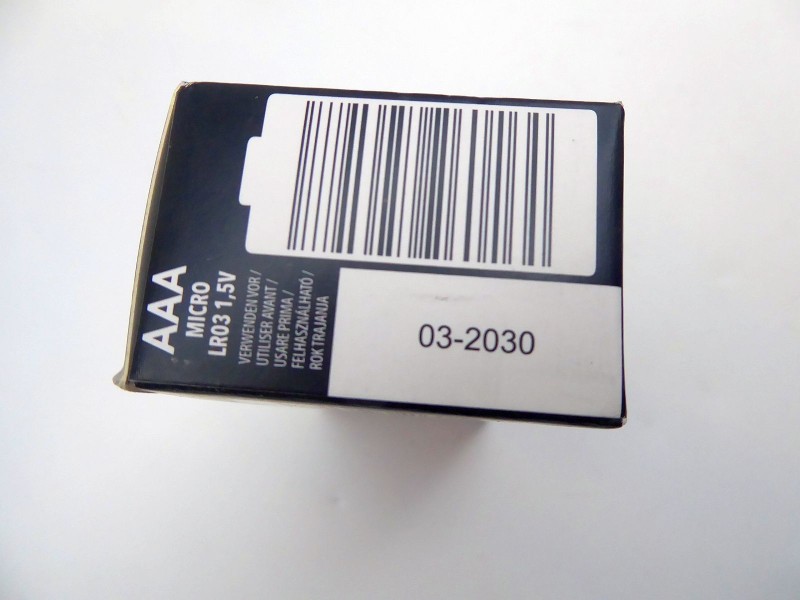 AAA
MICRO
LR03 1,5V
VERWENDEN VOR /
UTILISER AVANT /
USARE PRIMA /
FELHASZNÁLHATÓ /
ROK TRAJANJA
03-2030